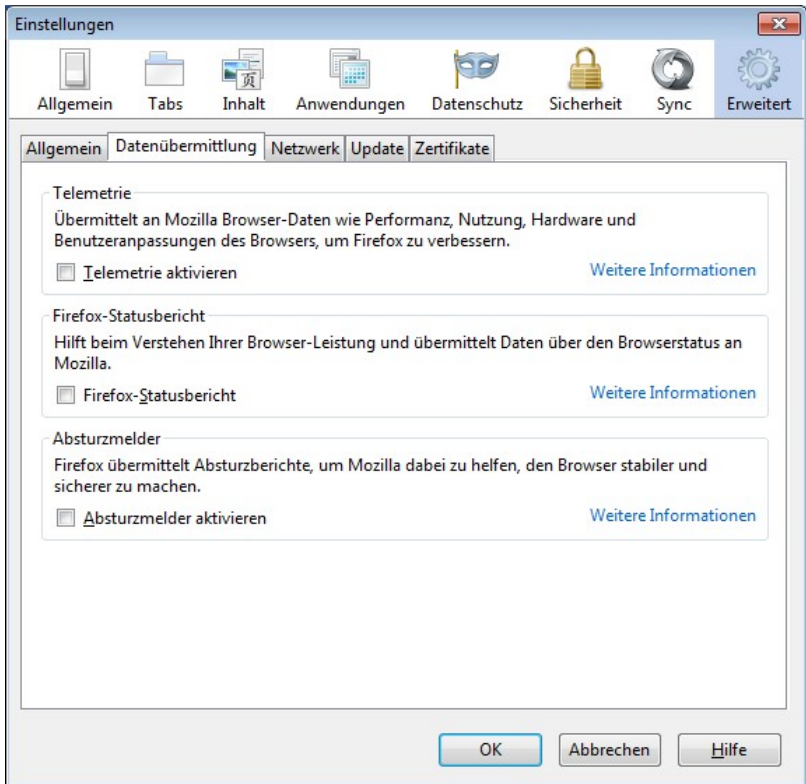 Einstellungen
页
Allgemein Tabs Inhalt Anwendungen Datenschutz Sicherheit Sync Erweitert
Allgemein Datenübermittlung Netzwerk Update Zertifikate
Telemetrie
Übermittelt an Mozilla Browser-Daten wie Performanz, Nutzung, Hardware und
Benutzeranpassungen des Browsers, um Firefox zu verbessern.
Telemetrie aktivieren Weitere Informationen
Firefox-Statusbericht
Hilft beim Verstehen Ihrer Browser-Leistung und übermittelt Daten über den Browserstatus an
Mozilla.
Firefox-Statusbericht Weitere Informationen
Absturzmelder
Firefox übermittelt Absturzberichte, um Mozilla dabei zu helfen, den Browser stabiler und
sicherer zu machen.
Absturzmelder aktivieren Weitere Informationen
OK Abbrechen Hilfe